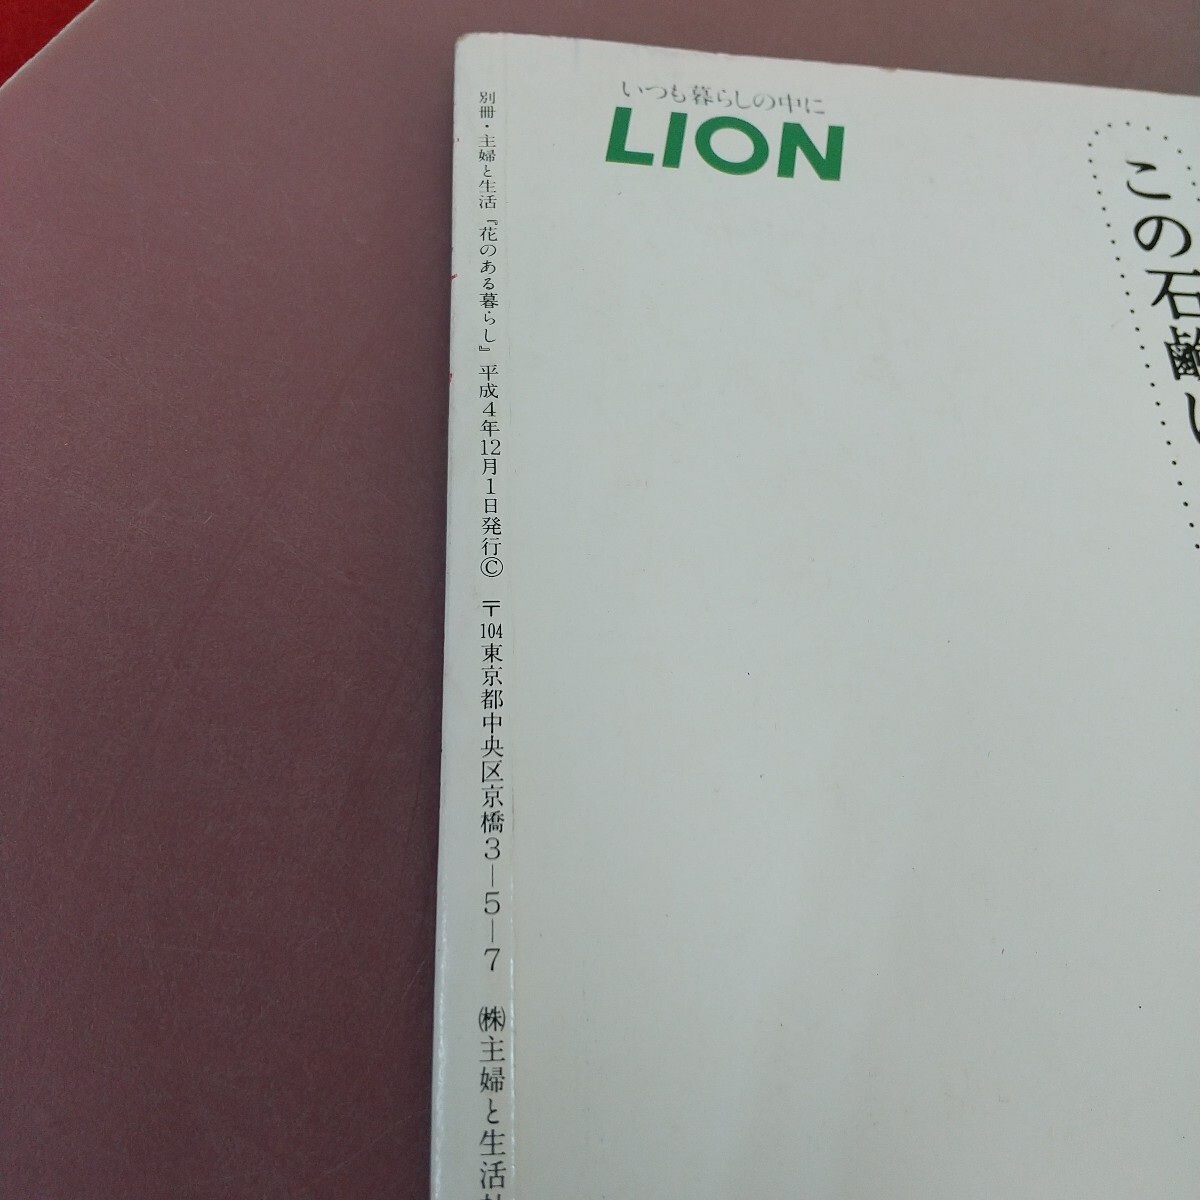 別冊・主婦と生活『花のある暮らし』平成4年12月1日発行© 〒104東京都中央区京橋3―5―7 ㈱主婦と生活社
いつも暮らしの中に
LION
この石鹸い